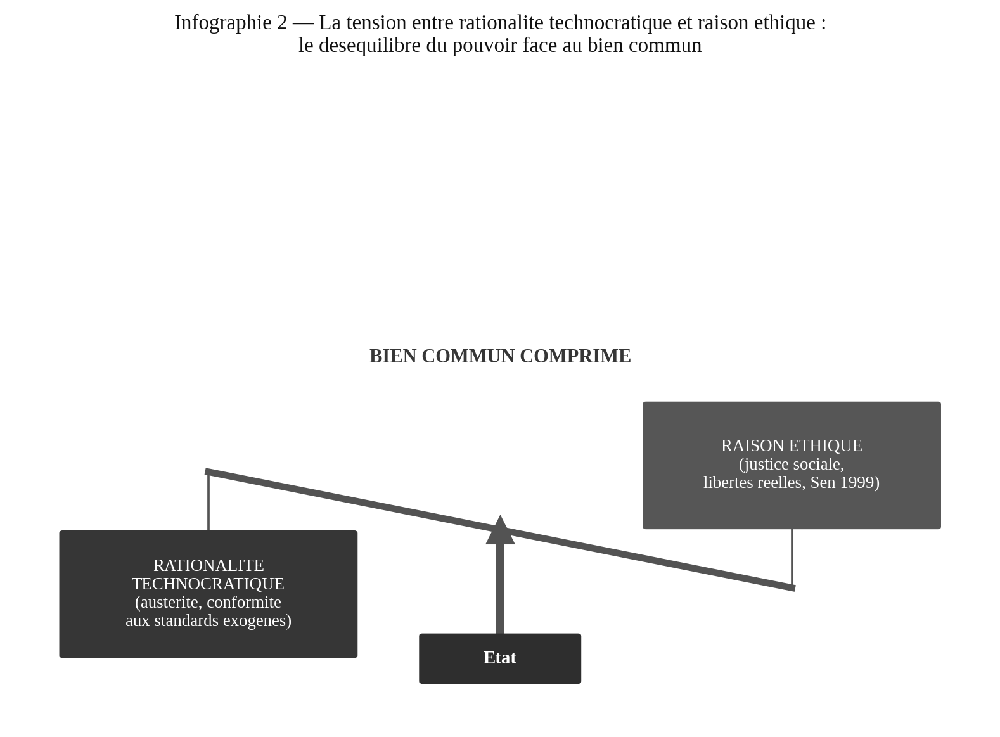 Infographie 2 — La tension entre rationalite technocratique et raison ethique :
le desequilibre du pouvoir face au bien commun
BIEN COMMUN COMPRIME
RAISON ETHIQUE
(justice sociale,
libertes reelles, Sen 1999)
RATIONALITE
TECHNOCRATIQUE
(austerite, conformite
aux standards exogenes)
Etat